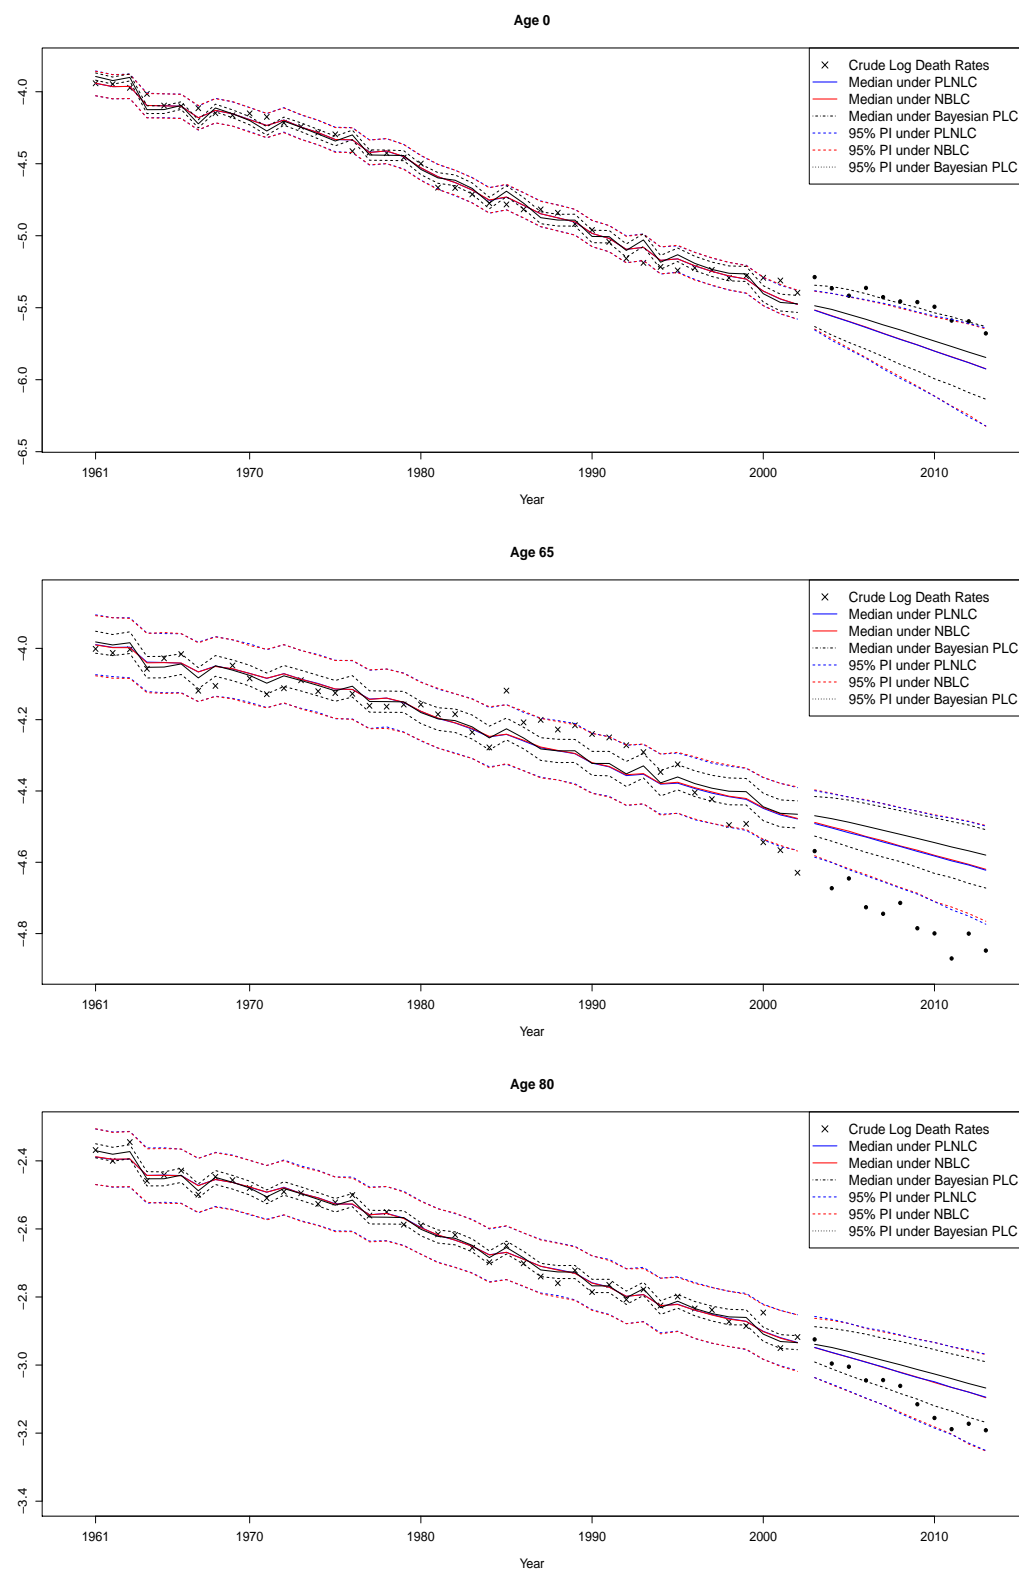 Age 0
Crude Log Death Rates
Median under PLNLC
Median under NBLC
Median under Bayesian PLC
95% PI under PLNLC
95% PI under NBLC
95% PI under Bayesian PLC
−4.0
−4.5
−5.0
−5.5
−6.0
−6.5
1961 1970 1980 1990 2000 2010
Year
Age 65
Crude Log Death Rates
Median under PLNLC
Median under NBLC
Median under Bayesian PLC
95% PI under PLNLC
95% PI under NBLC
95% PI under Bayesian PLC
−4.0
−4.2
−4.4
−4.6
−4.8
1961 1970 1980 1990 2000 2010
Year
Age 80
Crude Log Death Rates
Median under PLNLC
Median under NBLC
Median under Bayesian PLC
95% PI under PLNLC
95% PI under NBLC
95% PI under Bayesian PLC
−2.4
−2.6
−2.8
−3.0
−3.2
−3.4
1961 1970 1980 1990 2000 2010
Year